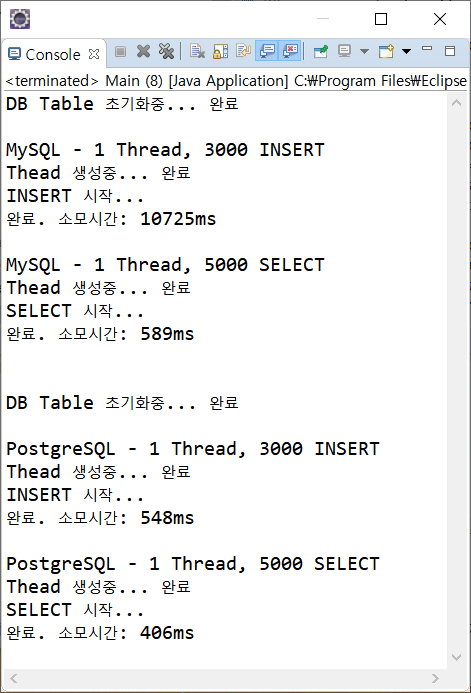 Console
<terminated> Main (8) [Java Application] C:₩Program Files₩Eclipse
DB Table 초기화중... 완료
MySQL - 1 Thread, 3000 INSERT
Thead 생성중... 완료
INSERT 시작...
완료. 소모시간: 10725ms
MySQL - 1 Thread, 5000 SELECT
Thead 생성중... 완료
SELECT 시작...
완료. 소모시간: 589ms
DB Table 초기화중... 완료
PostgreSQL - 1 Thread, 3000 INSERT
Thead 생성중... 완료
INSERT 시작...
완료. 소모시간: 548ms
PostgreSQL - 1 Thread, 5000 SELECT
Thead 생성중... 완료
SELECT 시작...
완료. 소모시간: 406ms